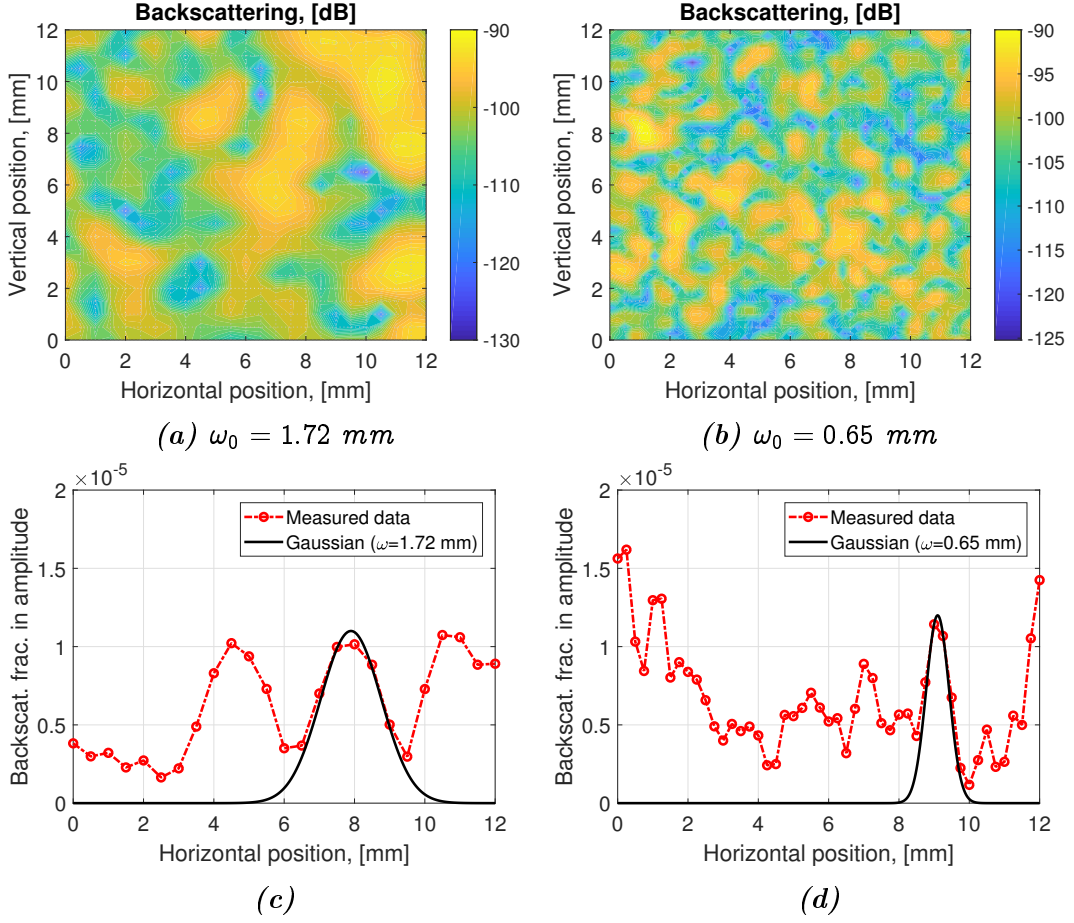 Backscattering, [dB]
12
10
8
6
4
2
0
0 2 4 6 8 10 12
Vertical position, [mm]
Horizontal position, [mm]
-90
-100
-110
-120
-130
(a) ω0 = 1.72 mm
Backscattering, [dB]
12
10
8
6
4
2
0
0 2 4 6 8 10 12
Vertical position, [mm]
Horizontal position, [mm]
-90
-95
-100
-105
-110
-115
-120
-125
(b) ω0 = 0.65 mm
×10-5
2
1.5
1
0.5
0
0 2 4 6 8 10 12
Backscat. frac. in amplitude
Horizontal position, [mm]
Measured data
Gaussian (ω=1.72 mm)
(c)
×10-5
2
1.5
1
0.5
0
0 2 4 6 8 10 12
Backscat. frac. in amplitude
Horizontal position, [mm]
Measured data
Gaussian (ω=0.65 mm)
(d)